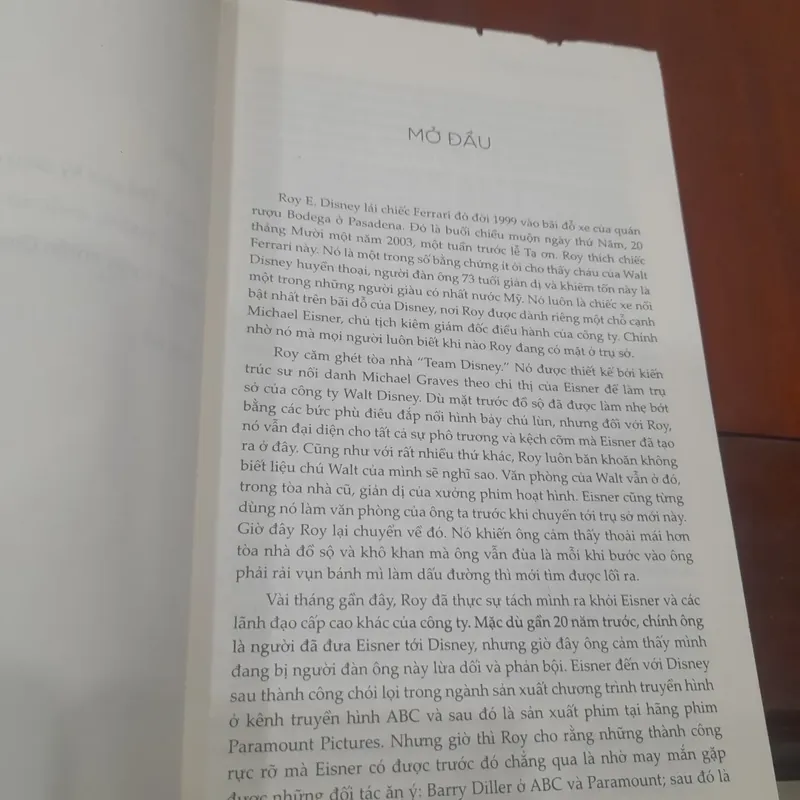 MỞ ĐẦU
Roy E. Disney lái chiếc Ferrari đỏ đời 1999 vào bãi đỗ xe của quán
rượu Bodega ở Pasadena. Đó là buổi chiều muộn ngày thứ Năm, 20
tháng Mười một năm 2003, một tuần trước lễ Tạ ơn. Roy thích chiếc
Ferrari này. Nó là một trong số bằng chứng ít ỏi cho thấy cháu của Walt
Disney huyền thoại, người đàn ông 73 tuổi giản dị và khiêm tốn này là
một trong những người giàu có nhất nước Mỹ. Nó luôn là chiếc xe nổi
bật nhất trên bãi đỗ của Disney, nơi Roy được dành riêng một chỗ cạnh
Michael Eisner, chủ tịch kiêm giám đốc điều hành của công ty. Chính
nhờ nó mà mọi người luôn biết khi nào Roy đang có mặt ở trụ sở.
Roy căm ghét tòa nhà “Team Disney.” Nó được thiết kế bởi kiến
trúc sư nổi danh Michael Graves theo chỉ thị của Eisner để làm trụ
sở của công ty Walt Disney. Dù mặt trước đồ sộ đã được làm nhẹ bớt
bằng các bức phù điêu đắp nổi hình bảy chú lùn, nhưng đối với Roy,
nó vẫn đại diện cho tất cả sự phô trương và kệch cỡm mà Eisner đã tạo
ra ở đây. Cũng như với rất nhiều thứ khác, Roy luôn băn khoăn không
biết liệu chú Walt của mình sẽ nghĩ sao. Văn phòng của Walt vẫn ở đó,
trong tòa nhà cũ, giản dị của xưởng phim hoạt hình. Eisner cũng từng
dùng nó làm văn phòng của ông ta trước khi chuyển tới trụ sở mới này.
Giờ đây Roy lại chuyển về đó. Nó khiến ông cảm thấy thoải mái hơn
tòa nhà đồ sộ và khô khan mà ông vẫn đùa là mỗi khi bước vào ông
phải rải vụn bánh mì làm dấu đường thì mới tìm được lối ra.
Vài tháng gần đây, Roy đã thực sự tách mình ra khỏi Eisner và các
lãnh đạo cấp cao khác của công ty. Mặc dù gần 20 năm trước, chính ông
là người đã đưa Eisner tới Disney, nhưng giờ đây ông cảm thấy mình
đang bị người đàn ông này lừa dối và phản bội. Eisner đến với Disney
sau thành công chói lọi trong ngành sản xuất chương trình truyền hình
ở kênh truyền hình ABC và sau đó là sản xuất phim tại hãng phim
Paramount Pictures. Nhưng giờ thì Roy cho rằng những thành công
rực rỡ mà Eisner có được trước đó chẳng qua là nhờ may mắn gặp
được những đối tác ăn ý: Barry Diller ở ABC và Paramount; sau đó là